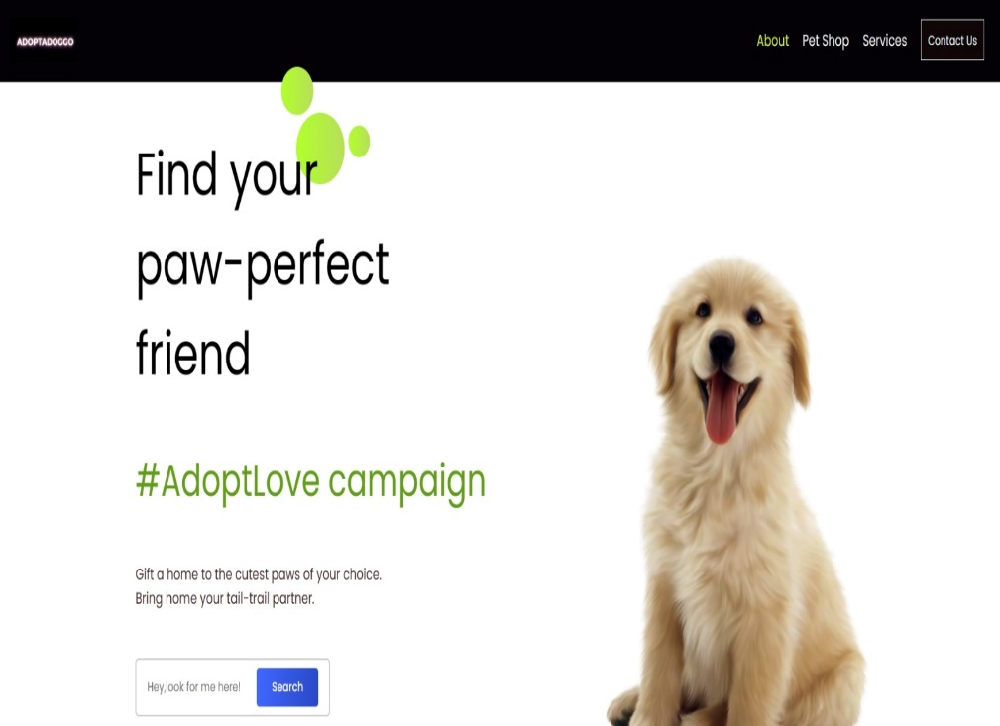 ADOPTADOGGO
About Pet Shop Services Contact Us
Find your
paw-perfect
friend
#AdoptLove campaign
Gift a home to the cutest paws of your choice.
Bring home your tail-trail partner.
Hey,look for me here! Search